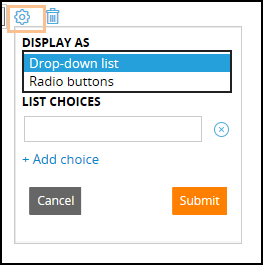 DISPLAY AS
Drop-down list
Radio buttons
LIST CHOICES
+ Add choice
Cancel
Submit